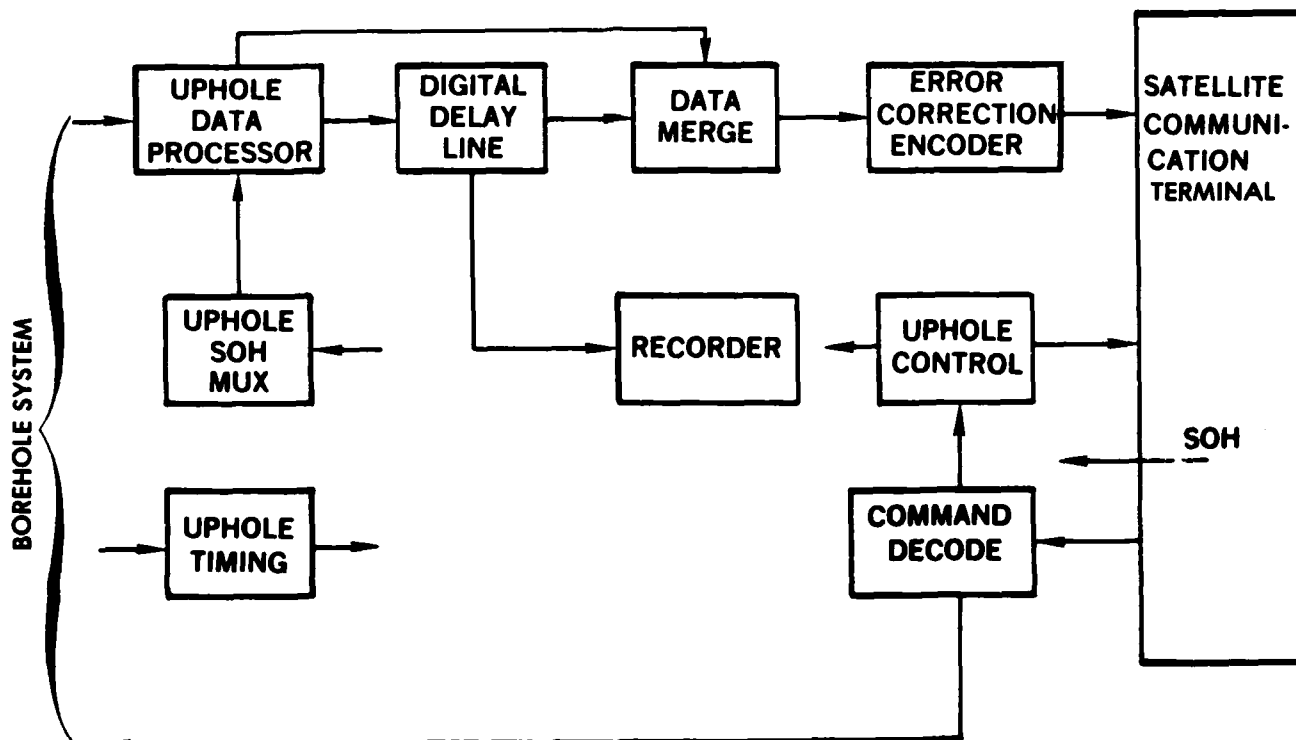 UPHOLE
DATA
PROCESSOR
DIGITAL
DELAY
LINE
DATA
MERGE
ERROR
CORRECTION
ENCODER
SATELLITE
COMMUNI-
CATION
TERMINAL
UPHOLE
SOH
MUX
RECORDER
UPHOLE
CONTROL
SOH
BOREHOLE SYSTEM
UPHOLE
TIMING
COMMAND
DECODE